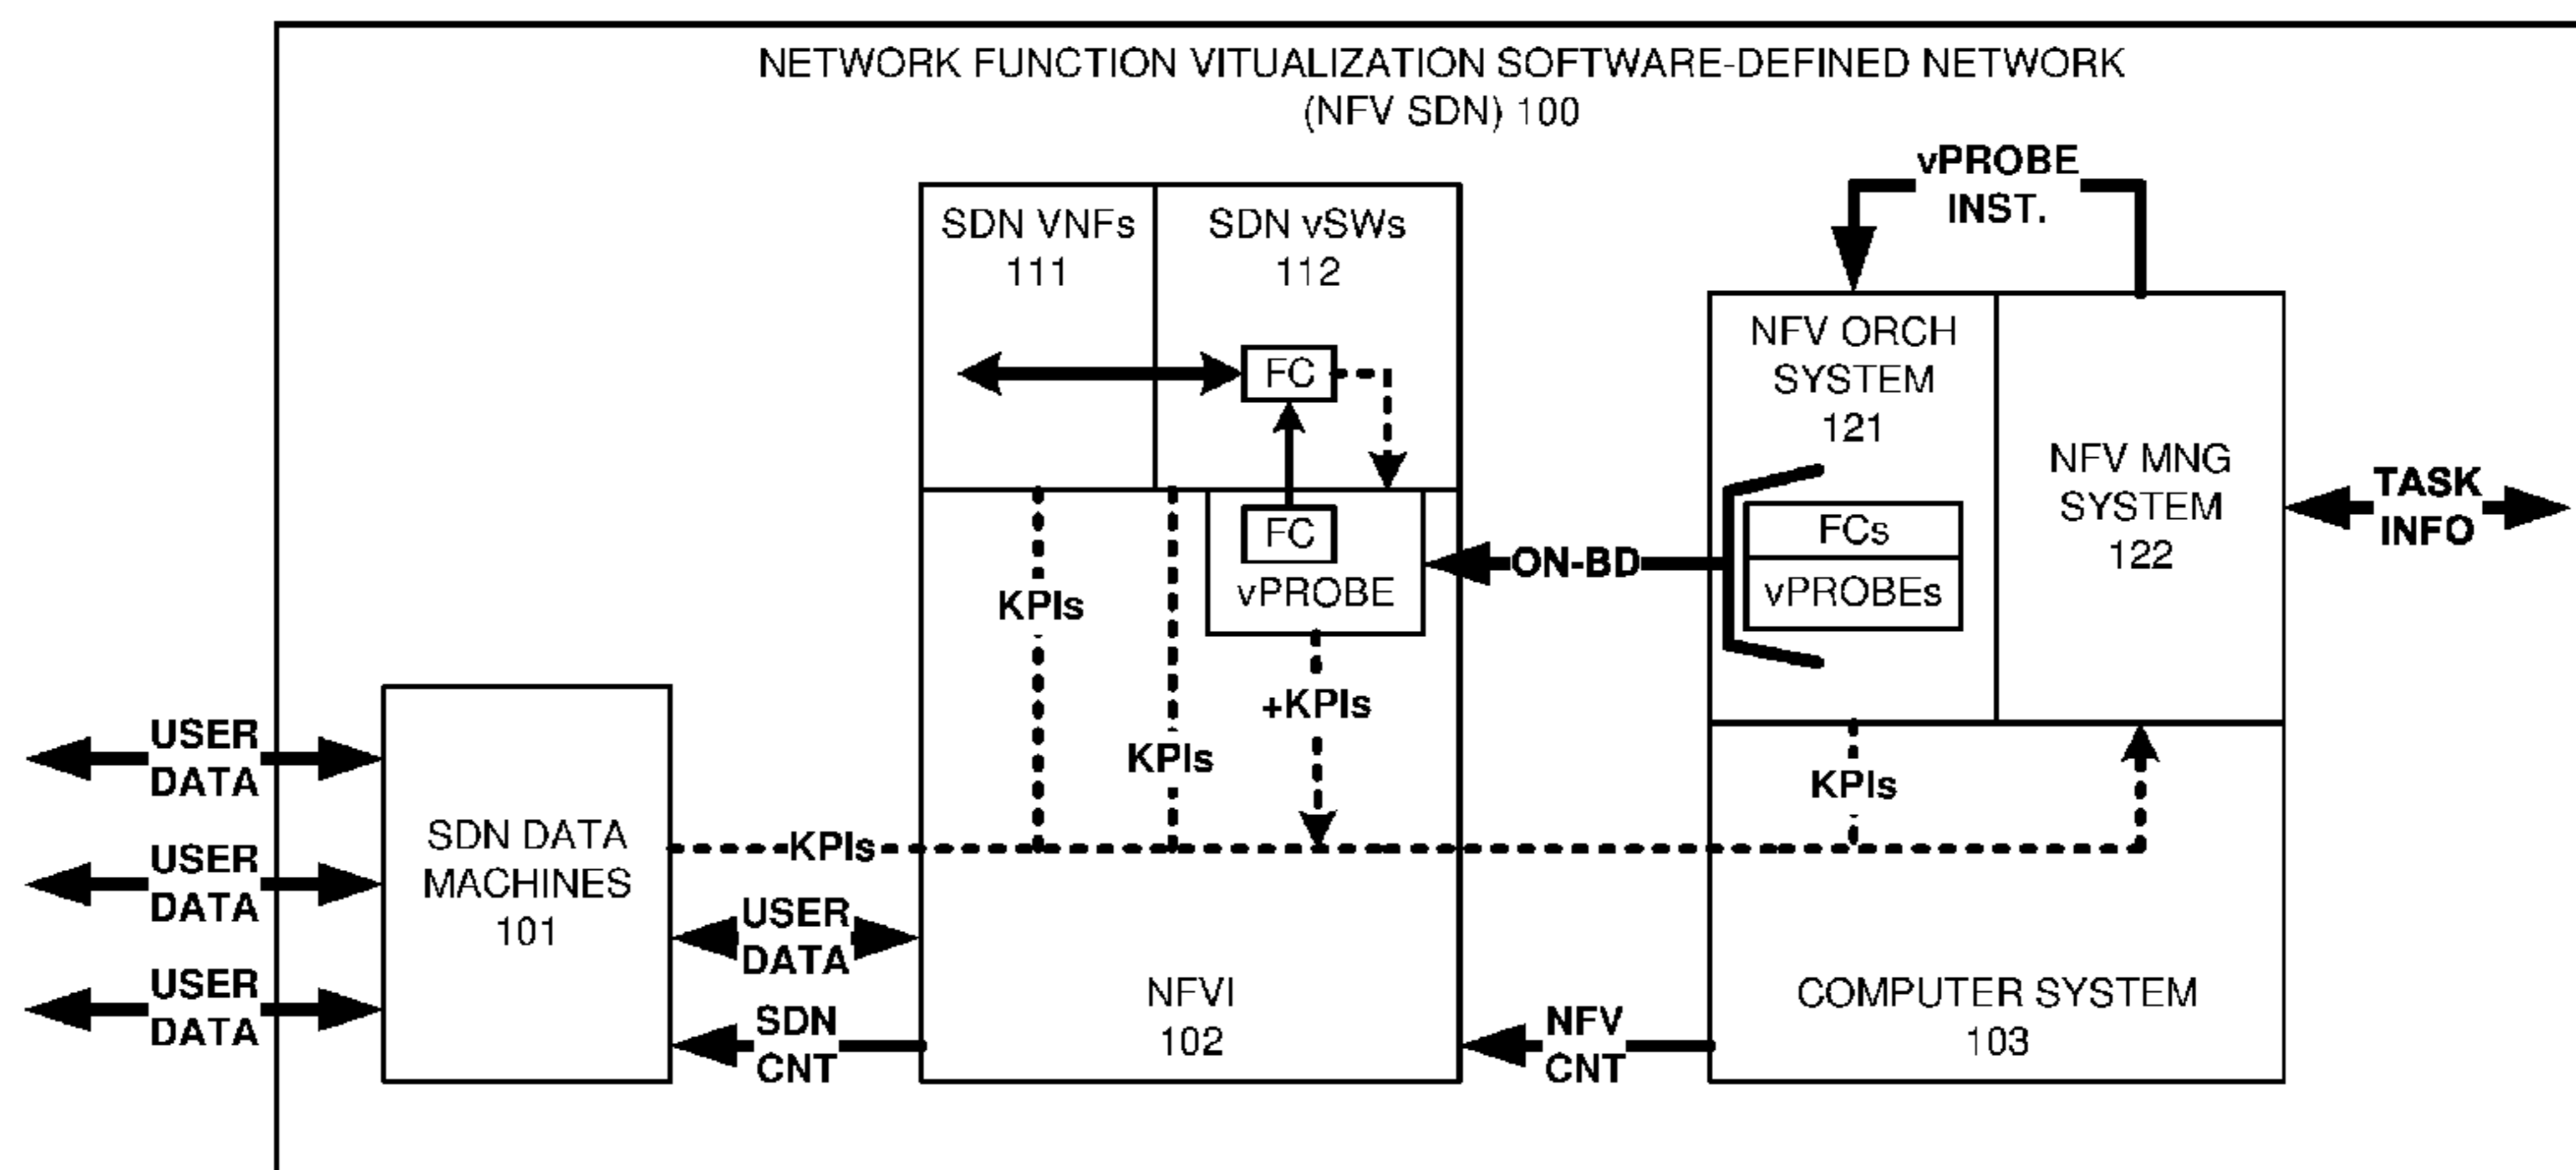 NETWORK FUNCTION VITUALIZATION SOFTWARE-DEFINED NETWORK
(NFV SDN) 100
vPROBE
INST.
SDN VNFs
111
SDN vSWs
112
FC
FC
vPROBE
KPIs
KPIs
+KPIs
ON-BD
NFV ORCH
SYSTEM
121
FCs
vPROBEs
NFV MNG
SYSTEM
122
TASK
INFO
KPIs
USER
DATA
USER
DATA
USER
DATA
SDN DATA
MACHINES
101
KPIs
USER
DATA
SDN
CNT
NFVI
102
NFV
CNT
COMPUTER SYSTEM
103